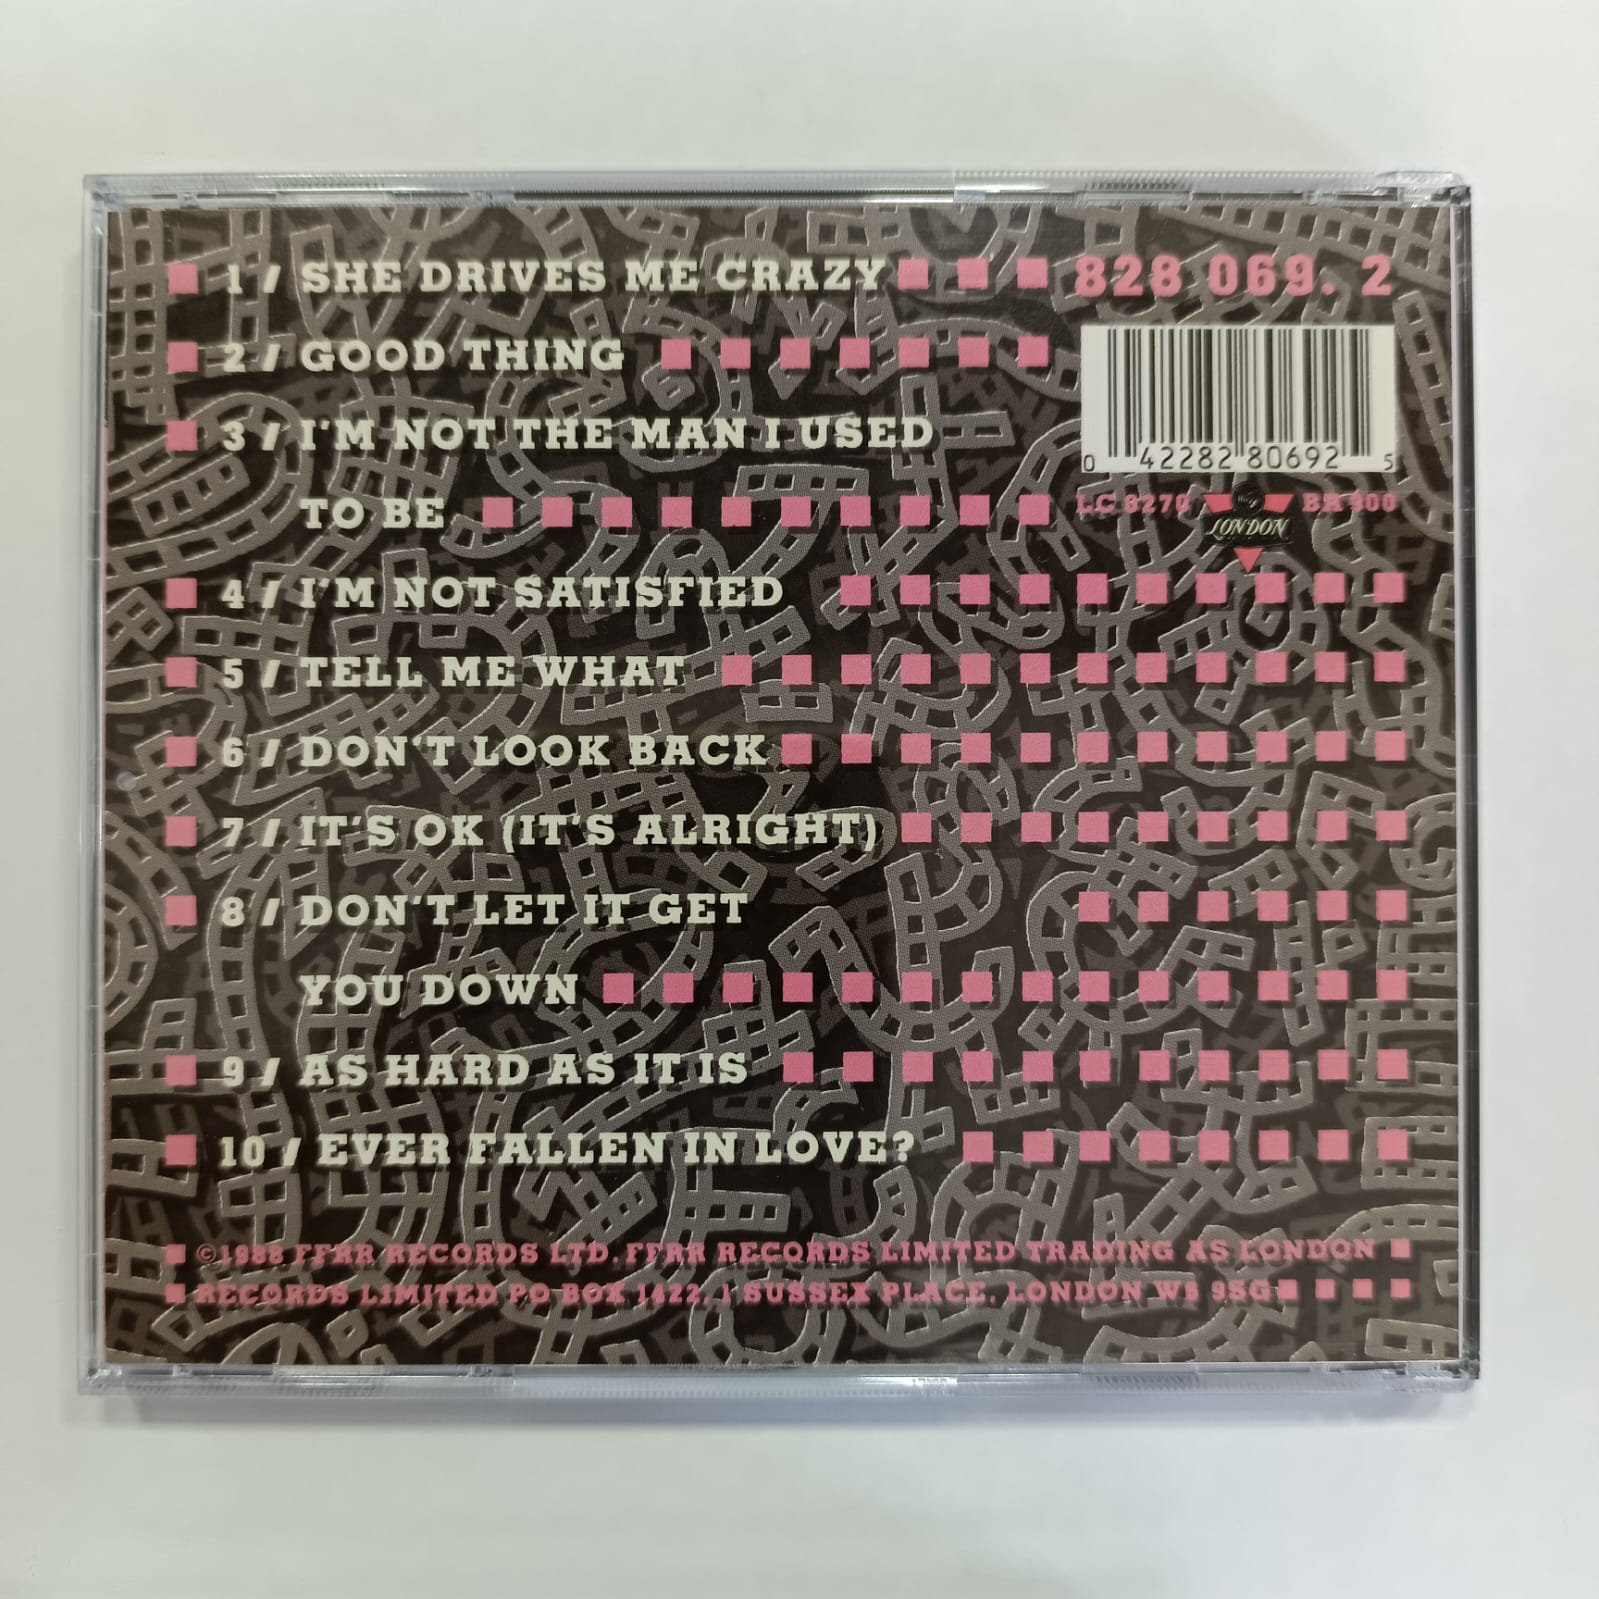 1 / SHE DRIVES ME CRAZY
828 069. 2
2 / GOOD THING
3 / I'M NOT THE MAN I USED
TO BE
0 42282 80692 5
LC 8270 LONDON BA 900
4 / I'M NOT SATISFIED
5 / TELL ME WHAT
6 / DON'T LOOK BACK
7 / IT'S OK (IT'S ALRIGHT)
8 / DON'T LET IT GET
YOU DOWN
9 / AS HARD AS IT IS
10 / EVER FALLEN IN LOVE?
©1988 FFRR RECORDS LTD. FFRR RECORDS LIMITED TRADING AS LONDON
RECORDS LIMITED PO BOX 1422, 1 SUSSEX PLACE, LONDON W6 9SG